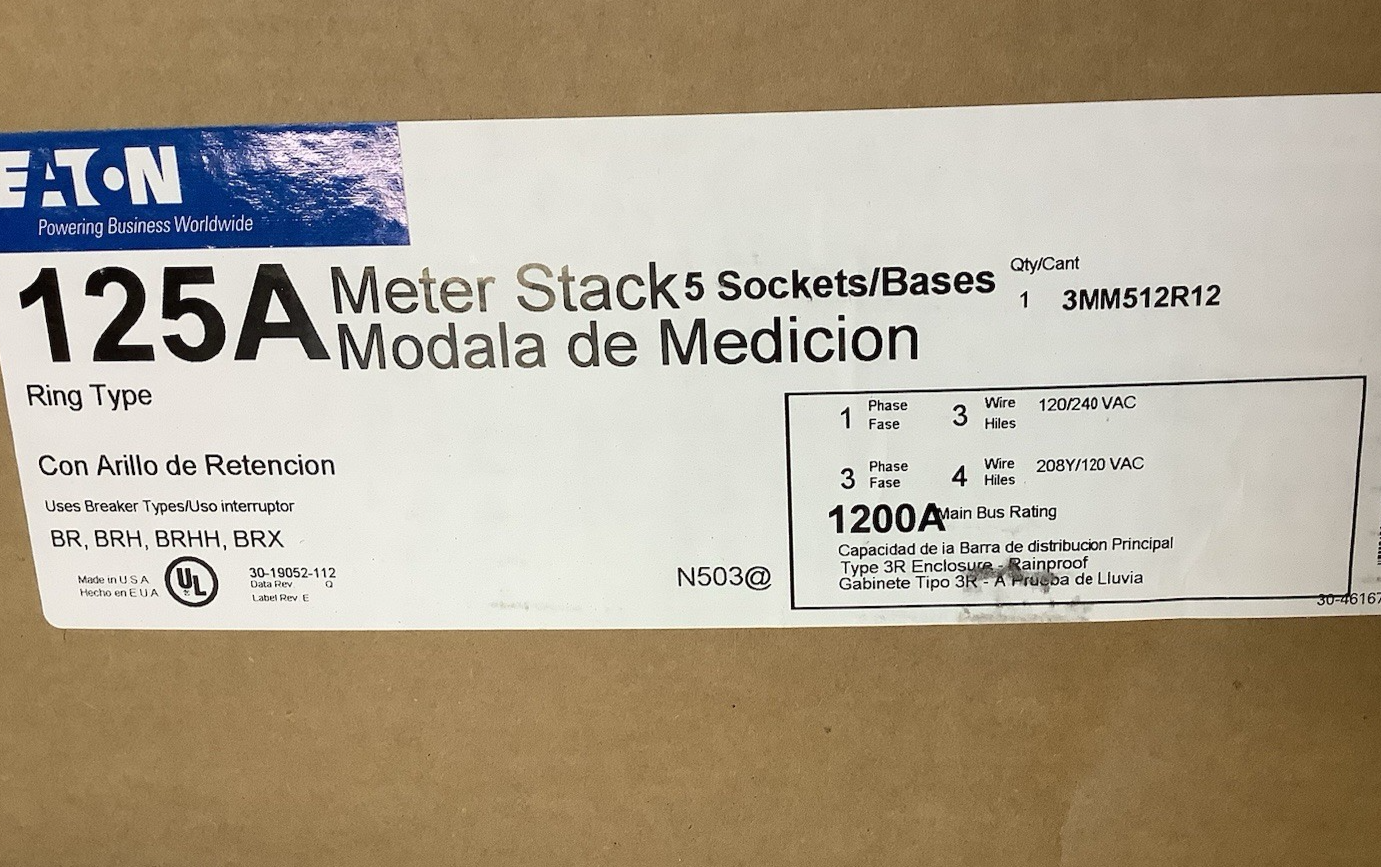 EATON
Powering Business Worldwide
125A Meter Stack 5 Sockets/Bases
Modala de Medicion
Qty/Cant
1 3MM512R12
Ring Type
Con Arillo de Retencion
Uses Breaker Types/Uso interruptor
BR, BRH, BRHH, BRX
Made in U S A
Hecho en E U A
UL
30-19052-112
Data Rev Q
Label Rev E
N503@
1 Phase 3 Wire 120/240 VAC
Fase Hiles
3 Phase 4 Wire 208Y/120 VAC
Fase Hiles
1200A Main Bus Rating
Capacidad de ia Barra de distribucion Principal
Type 3R Enclosure - Rainproof
Gabinete Tipo 3R - A Prueba de Lluvia
30-46167